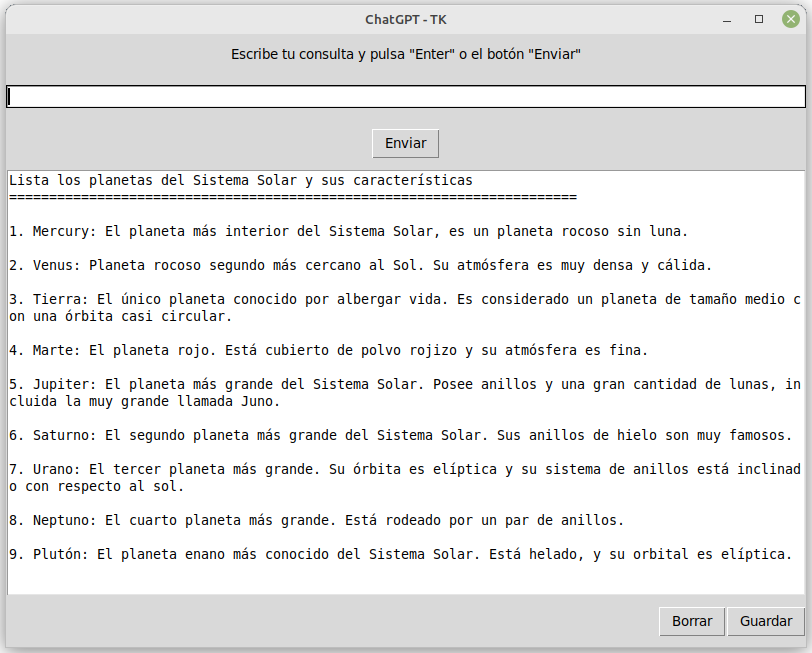 ChatGPT - TK
Escribe tu consulta y pulsa "Enter" o el botón "Enviar"
Enviar
Lista los planetas del Sistema Solar y sus características
=======================================================================
1. Mercury: El planeta más interior del Sistema Solar, es un planeta rocoso sin luna.
2. Venus: Planeta rocoso segundo más cercano al Sol. Su atmósfera es muy densa y cálida.
3. Tierra: El único planeta conocido por albergar vida. Es considerado un planeta de tamaño medio c
on una órbita casi circular.
4. Marte: El planeta rojo. Está cubierto de polvo rojizo y su atmósfera es fina.
5. Jupiter: El planeta más grande del Sistema Solar. Posee anillos y una gran cantidad de lunas, in
cluida la muy grande llamada Juno.
6. Saturno: El segundo planeta más grande del Sistema Solar. Sus anillos de hielo son muy famosos.
7. Urano: El tercer planeta más grande. Su órbita es elíptica y su sistema de anillos está inclinad
o con respecto al sol.
8. Neptuno: El cuarto planeta más grande. Está rodeado por un par de anillos.
9. Plutón: El planeta enano más conocido del Sistema Solar. Está helado, y su orbital es elíptica.
Borrar Guardar